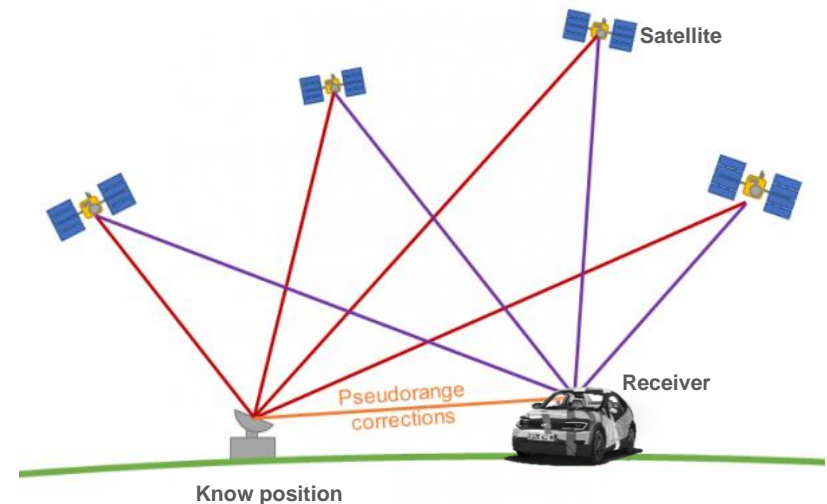 Satellite
Receiver
Pseudorange
corrections
Know position